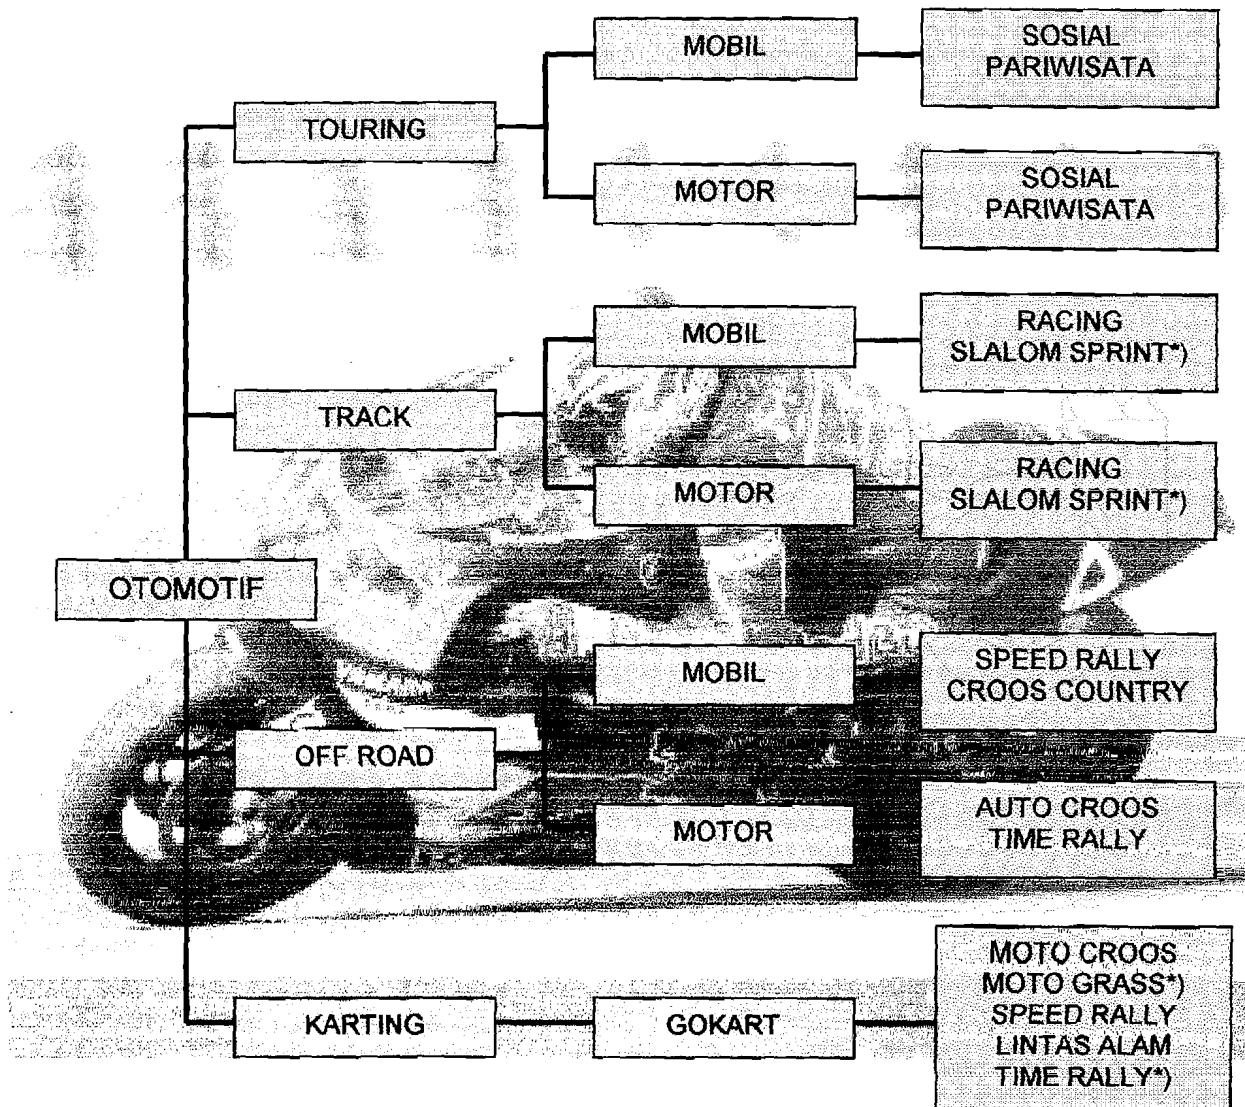 OTOMOTIF
TOURING
MOBIL
SOSIAL
PARIWISATA
MOTOR
SOSIAL
PARIWISATA
TRACK
MOBIL
RACING
SLALOM SPRINT*)
MOTOR
RACING
SLALOM SPRINT*)
OFF ROAD
MOBIL
SPEED RALLY
CROOS COUNTRY
MOTOR
AUTO CROOS
TIME RALLY
KARTING
GOKART
MOTO CROOS
MOTO GRASS*)
SPEED RALLY
LINTAS ALAM
TIME RALLY*)